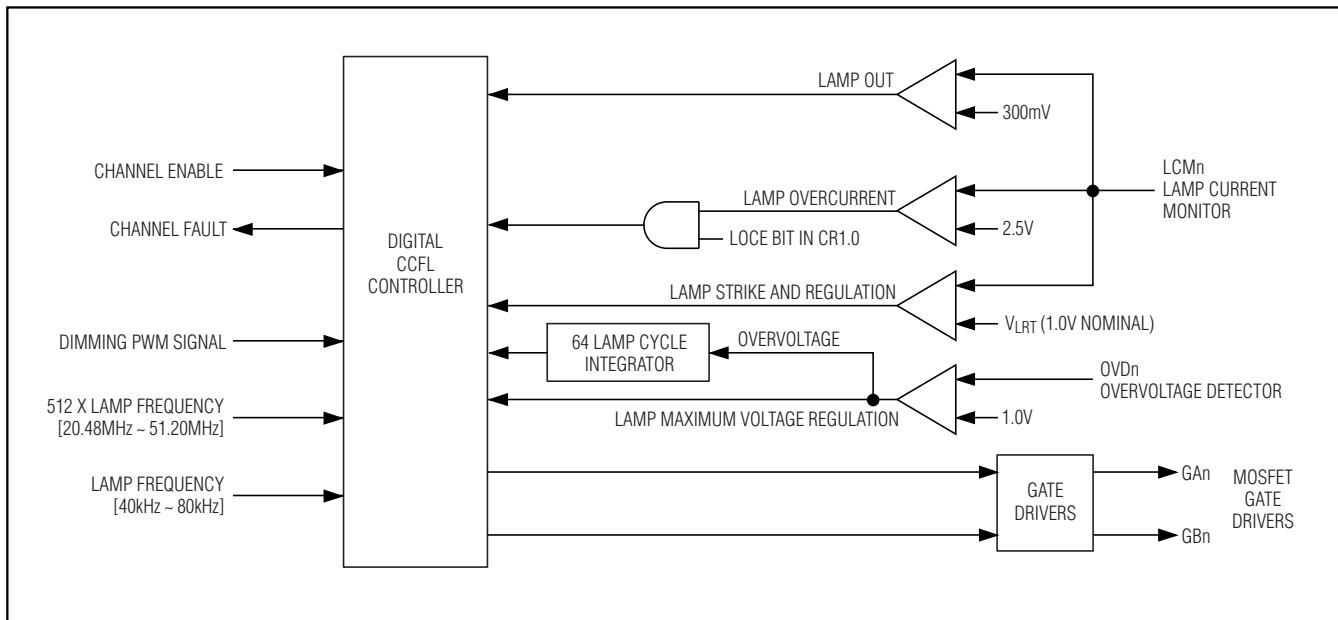 CHANNEL ENABLE
CHANNEL FAULT
DIMMING PWM SIGNAL
512 X LAMP FREQUENCY
[20.48MHz ~ 51.20MHz]
LAMP FREQUENCY
[40kHz ~ 80kHz]
DIGITAL
CCFL
CONTROLLER
LAMP OUT
300mV
LAMP OVERCURRENT
2.5V
LOCE BIT IN CR1.0
LCMn
LAMP CURRENT
MONITOR
LAMP STRIKE AND REGULATION
VLRT (1.0V NOMINAL)
64 LAMP CYCLE
INTEGRATOR
OVERVOLTAGE
OVDn
OVERVOLTAGE DETECTOR
1.0V
LAMP MAXIMUM VOLTAGE REGULATION
GATE
DRIVERS
GAn
GBn
MOSFET
GATE
DRIVERS